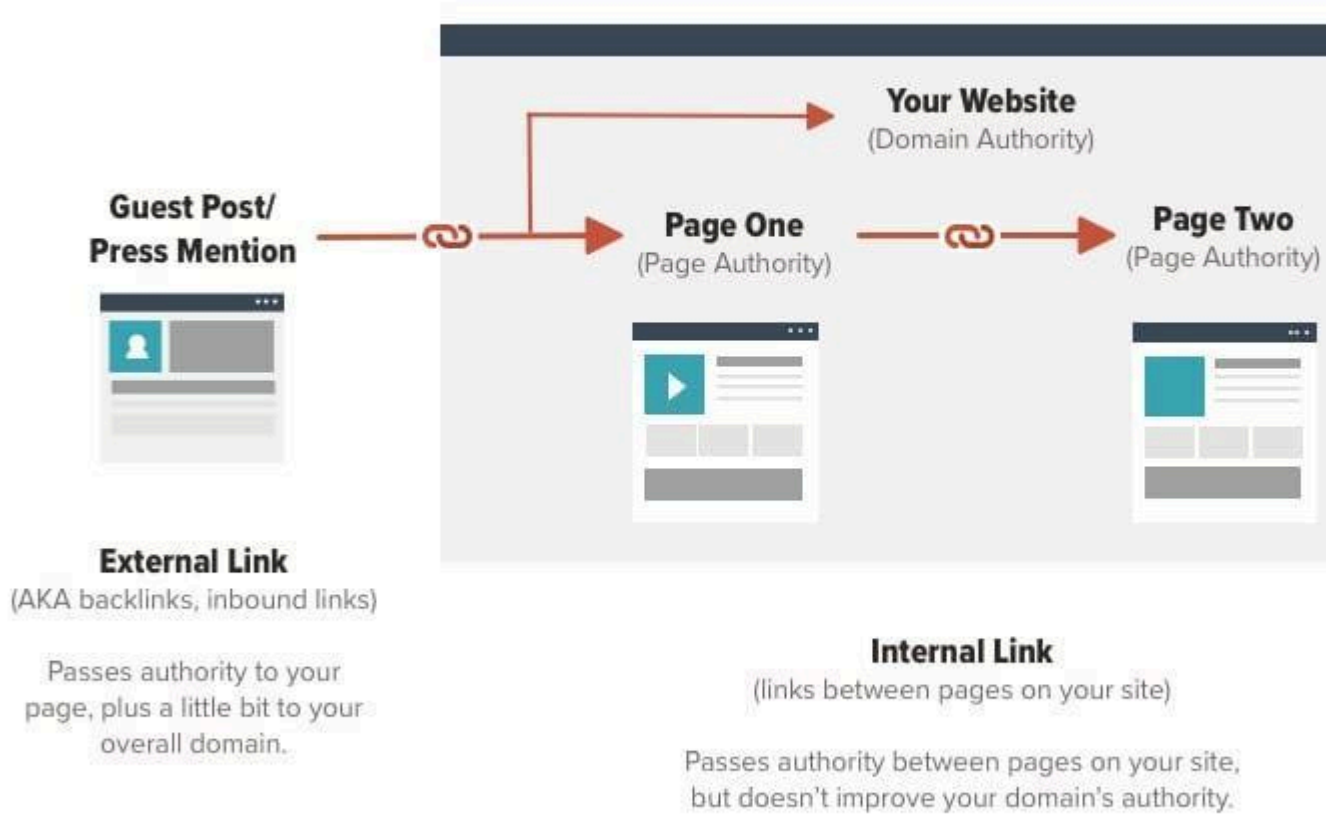 Your Website
(Domain Authority)
Guest Post/
Press Mention
Page One
(Page Authority)
Page Two
(Page Authority)
External Link
(AKA backlinks, inbound links)
Passes authority to your
page, plus a little bit to your
overall domain.
Internal Link
(links between pages on your site)
Passes authority between pages on your site,
but doesn't improve your domain's authority.